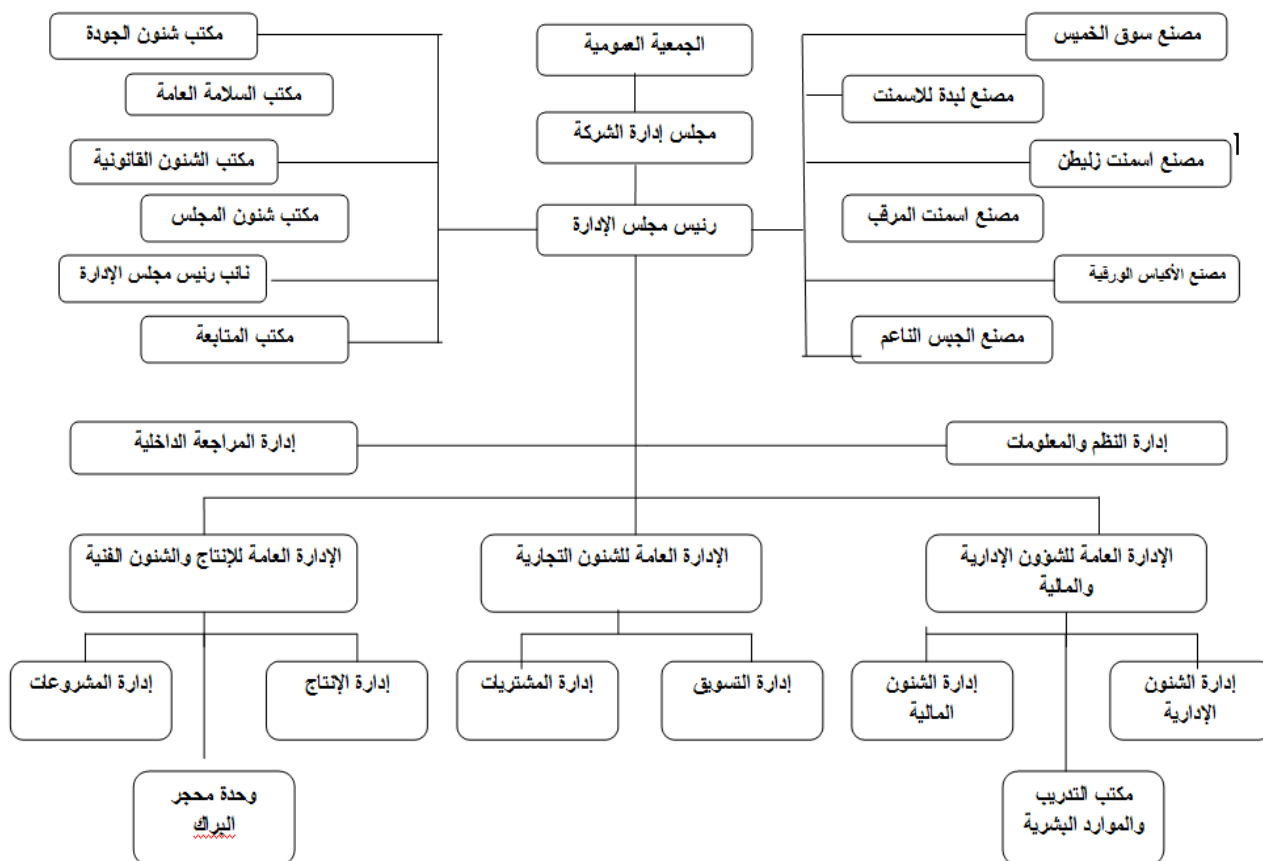 الجمعية العمومية
مجلس إدارة الشركة
رئيس مجلس الإدارة
مصنع سوق الخميس
مصنع لبدة للاسمنت
مصنع اسمنت زليطن
مصنع اسمنت المرقب
مصنع الأكياس الورقية
مصنع الجبس الناعم
مكتب شئون الجودة
مكتب السلامة العامة
مكتب الشئون القانونية
مكتب شئون المجلس
نائب رئيس مجلس الإدارة
مكتب المتابعة
إدارة النظم والمعلومات
إدارة المراجعة الداخلية
الإدارة العامة للشؤون الإدارية
والمالية
الإدارة العامة للشئون التجارية
الإدارة العامة للإنتاج والشئون الفنية
إدارة الشئون
الإدارية
إدارة الشئون
المالية
إدارة التسويق
إدارة المشتريات
إدارة الإنتاج
إدارة المشروعات
مكتب التدريب
والموارد البشرية
وحدة محجر
البراك